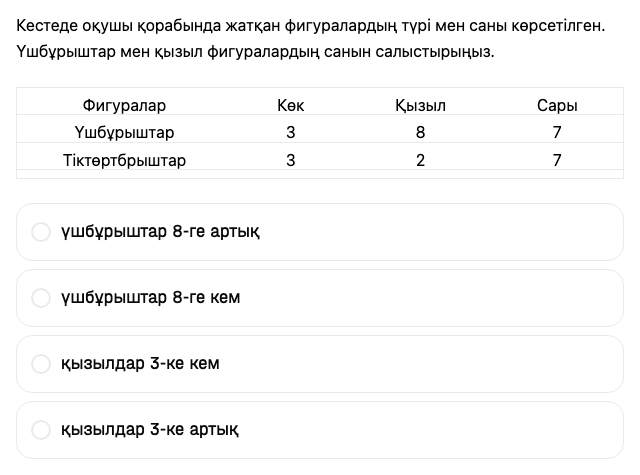 Кестеде оқушы қорабында жатқан фигуралардың түрі мен саны көрсетілген.
Үшбұрыштар мен қызыл фигуралардың санын салыстырыңыз.
Фигуралар Көк Қызыл Сары
Үшбұрыштар 3 8 7
Тіктөртбрыштар 3 2 7
үшбұрыштар 8-ге артық
үшбұрыштар 8-ге кем
қызылдар 3-ке кем
қызылдар 3-ке артық